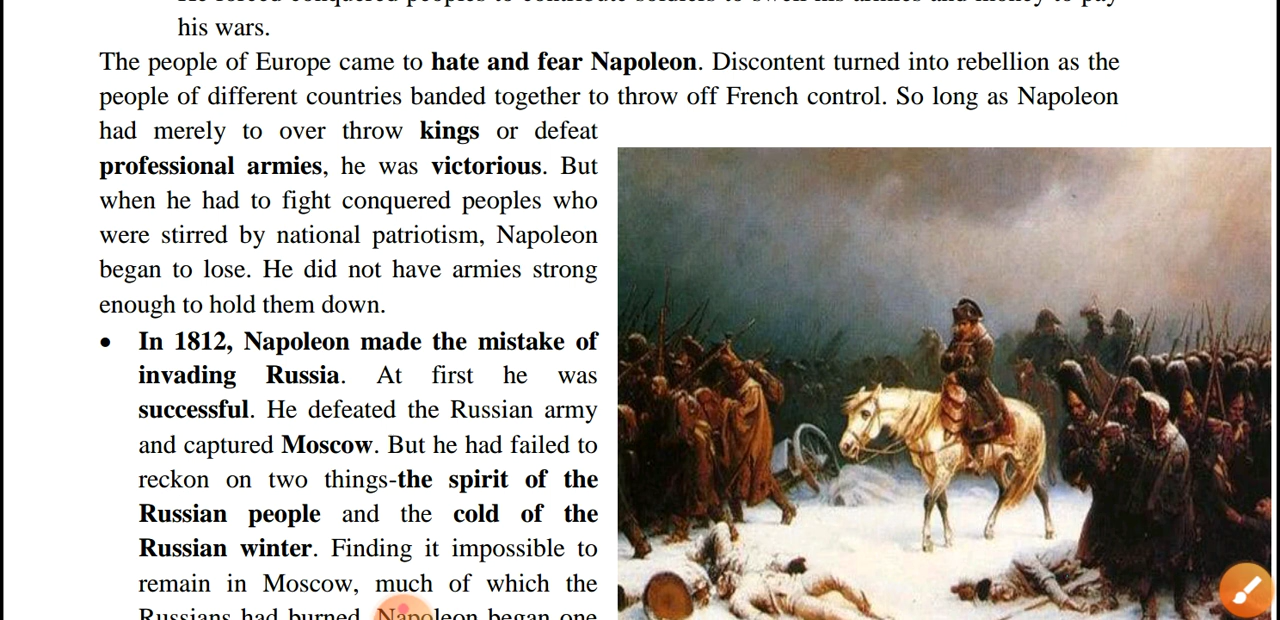 his wars.
The people of Europe came to hate and fear Napoleon. Discontent turned into rebellion as the
people of different countries banded together to throw off French control. So long as Napoleon
had merely to over throw kings or defeat
professional armies, he was victorious. But
when he had to fight conquered peoples who
were stirred by national patriotism, Napoleon
began to lose. He did not have armies strong
enough to hold them down.
• In 1812, Napoleon made the mistake of
invading Russia. At first he was
successful. He defeated the Russian army
and captured Moscow. But he had failed to
reckon on two things-the spirit of the
Russian people and the cold of the
Russian winter. Finding it impossible to
remain in Moscow, much of which the
Russians had burned, Napoleon began one